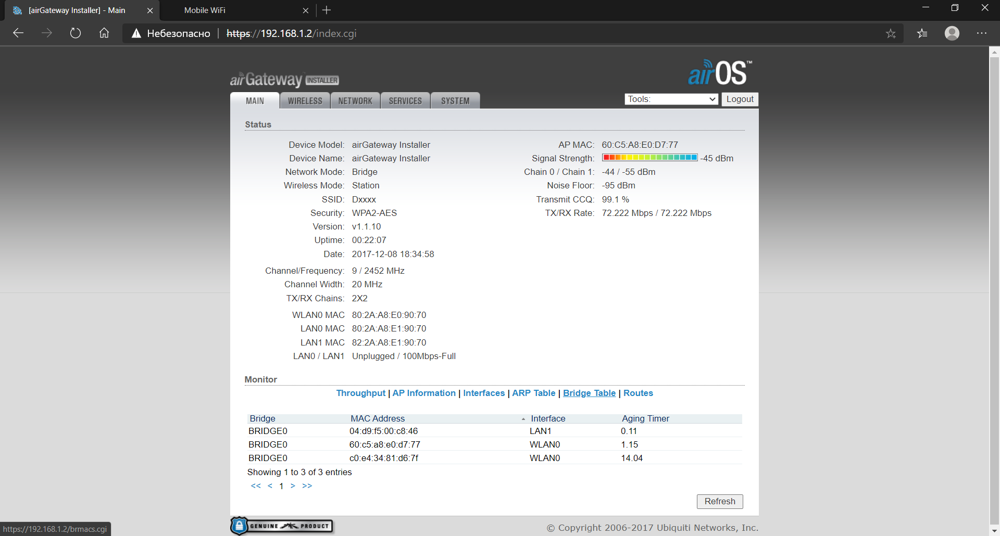 [airGateway Installer] - Main
Mobile WiFi
Небезопасно | https://192.168.1.2/index.cgi
airGateway INSTALLER
airOS™
MAIN WIRELESS NETWORK SERVICES SYSTEM
Tools: Logout
Status
Device Model: airGateway Installer
Device Name: airGateway Installer
Network Mode: Bridge
Wireless Mode: Station
SSID: Dxxxx
Security: WPA2-AES
Version: v1.1.10
Uptime: 00:22:07
Date: 2017-12-08 18:34:58
Channel/Frequency: 9 / 2452 MHz
Channel Width: 20 MHz
TX/RX Chains: 2X2
WLAN0 MAC 80:2A:A8:E0:90:70
LAN0 MAC 80:2A:A8:E1:90:70
LAN1 MAC 82:2A:A8:E1:90:70
LAN0 / LAN1 Unplugged / 100Mbps-Full
AP MAC: 60:C5:A8:E0:D7:77
Signal Strength: -45 dBm
Chain 0 / Chain 1: -44 / -55 dBm
Noise Floor: -95 dBm
Transmit CCQ: 99.1 %
TX/RX Rate: 72.222 Mbps / 72.222 Mbps
Monitor
Throughput | AP Information | Interfaces | ARP Table | Bridge Table | Routes
Bridge MAC Address Interface Aging Timer
BRIDGE0 04:d9:f5:00:c8:46 LAN1 0.11
BRIDGE0 60:c5:a8:e0:d7:77 WLAN0 1.15
BRIDGE0 c0:e4:34:81:d6:7f WLAN0 14.04
Showing 1 to 3 of 3 entries
<< < 1 > >>
Refresh
GENUINE PRODUCT
© Copyright 2006-2017 Ubiquiti Networks, Inc.
https://192.168.1.2/brmacs.cgi